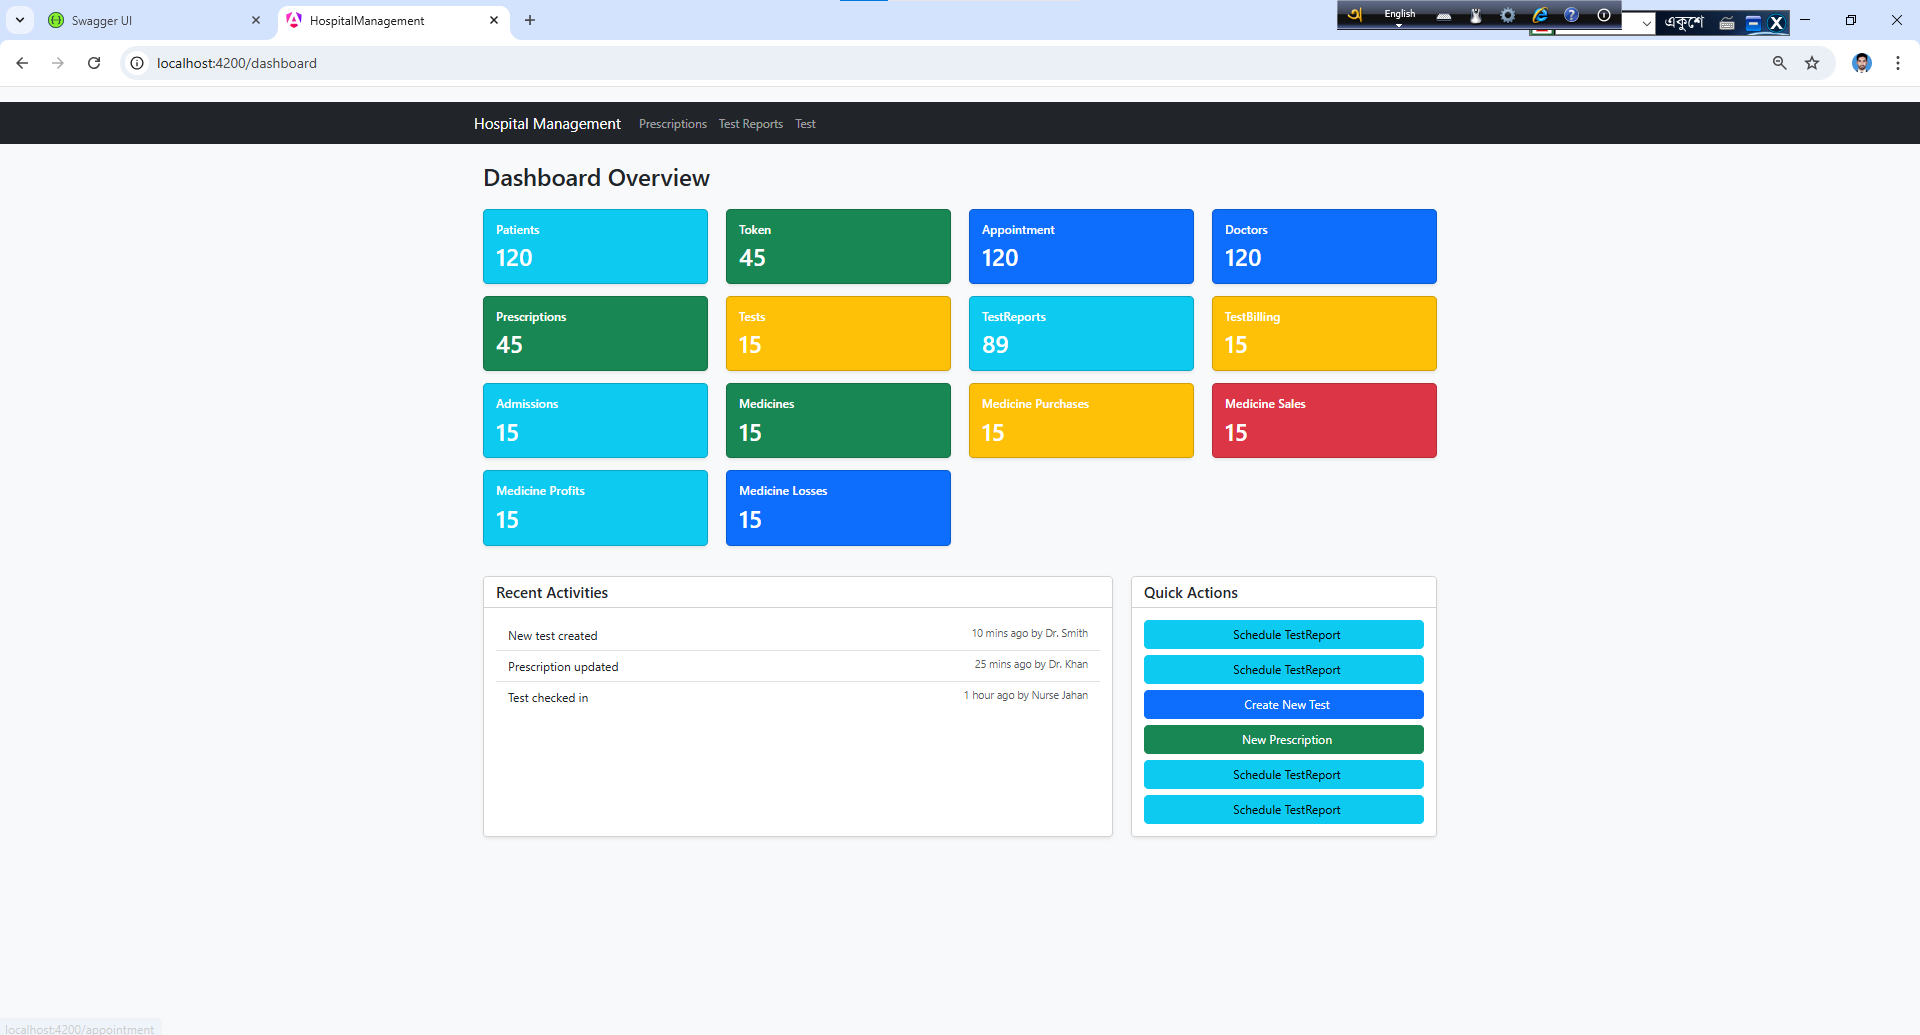 Swagger UI
HospitalManagement
English
একুশে
localhost:4200/dashboard
Hospital Management Prescriptions Test Reports Test
Dashboard Overview
Patients
120
Token
45
Appointment
120
Doctors
120
Prescriptions
45
Tests
15
TestReports
89
TestBilling
15
Admissions
15
Medicines
15
Medicine Purchases
15
Medicine Sales
15
Medicine Profits
15
Medicine Losses
15
Recent Activities
New test created 10 mins ago by Dr. Smith
Prescription updated 25 mins ago by Dr. Khan
Test checked in 1 hour ago by Nurse Jahan
Quick Actions
Schedule TestReport
Schedule TestReport
Create New Test
New Prescription
Schedule TestReport
Schedule TestReport
localhost:4200/appointment